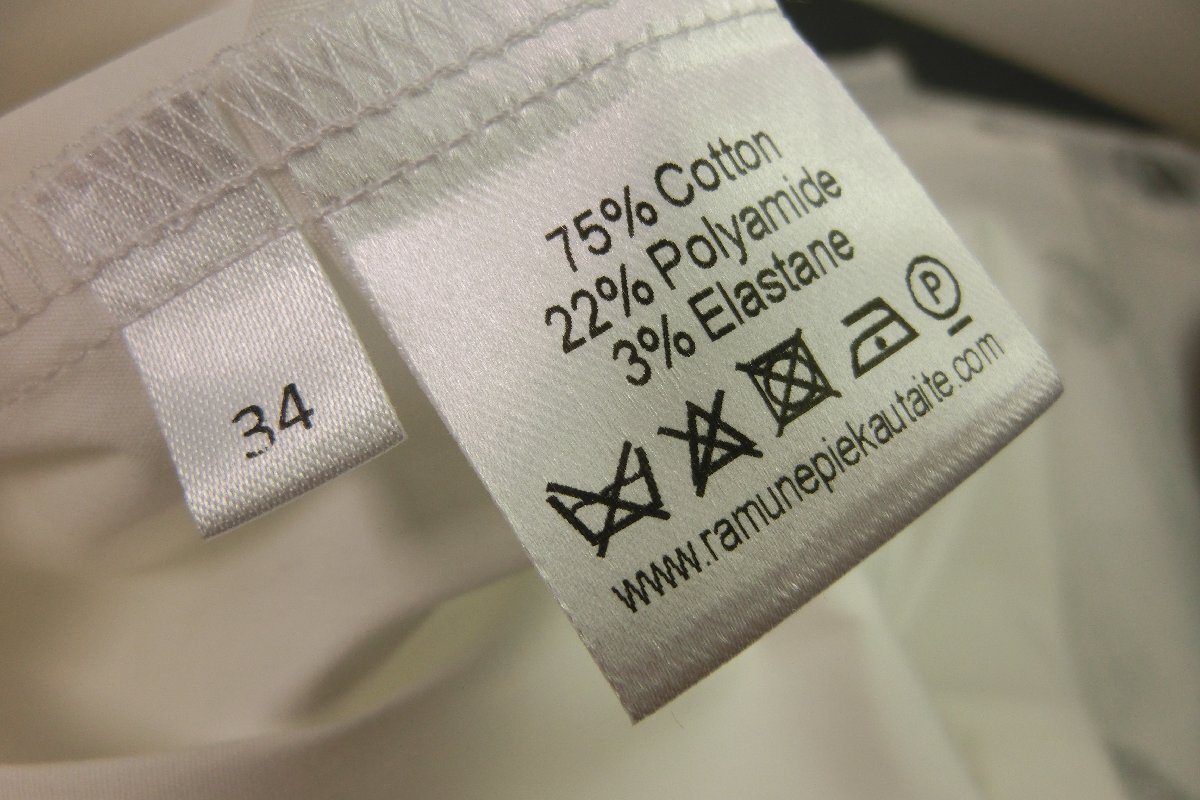 75% Cotton
22% Polyamide
3% Elastane
P
www.ramunepiekautaite.com
34